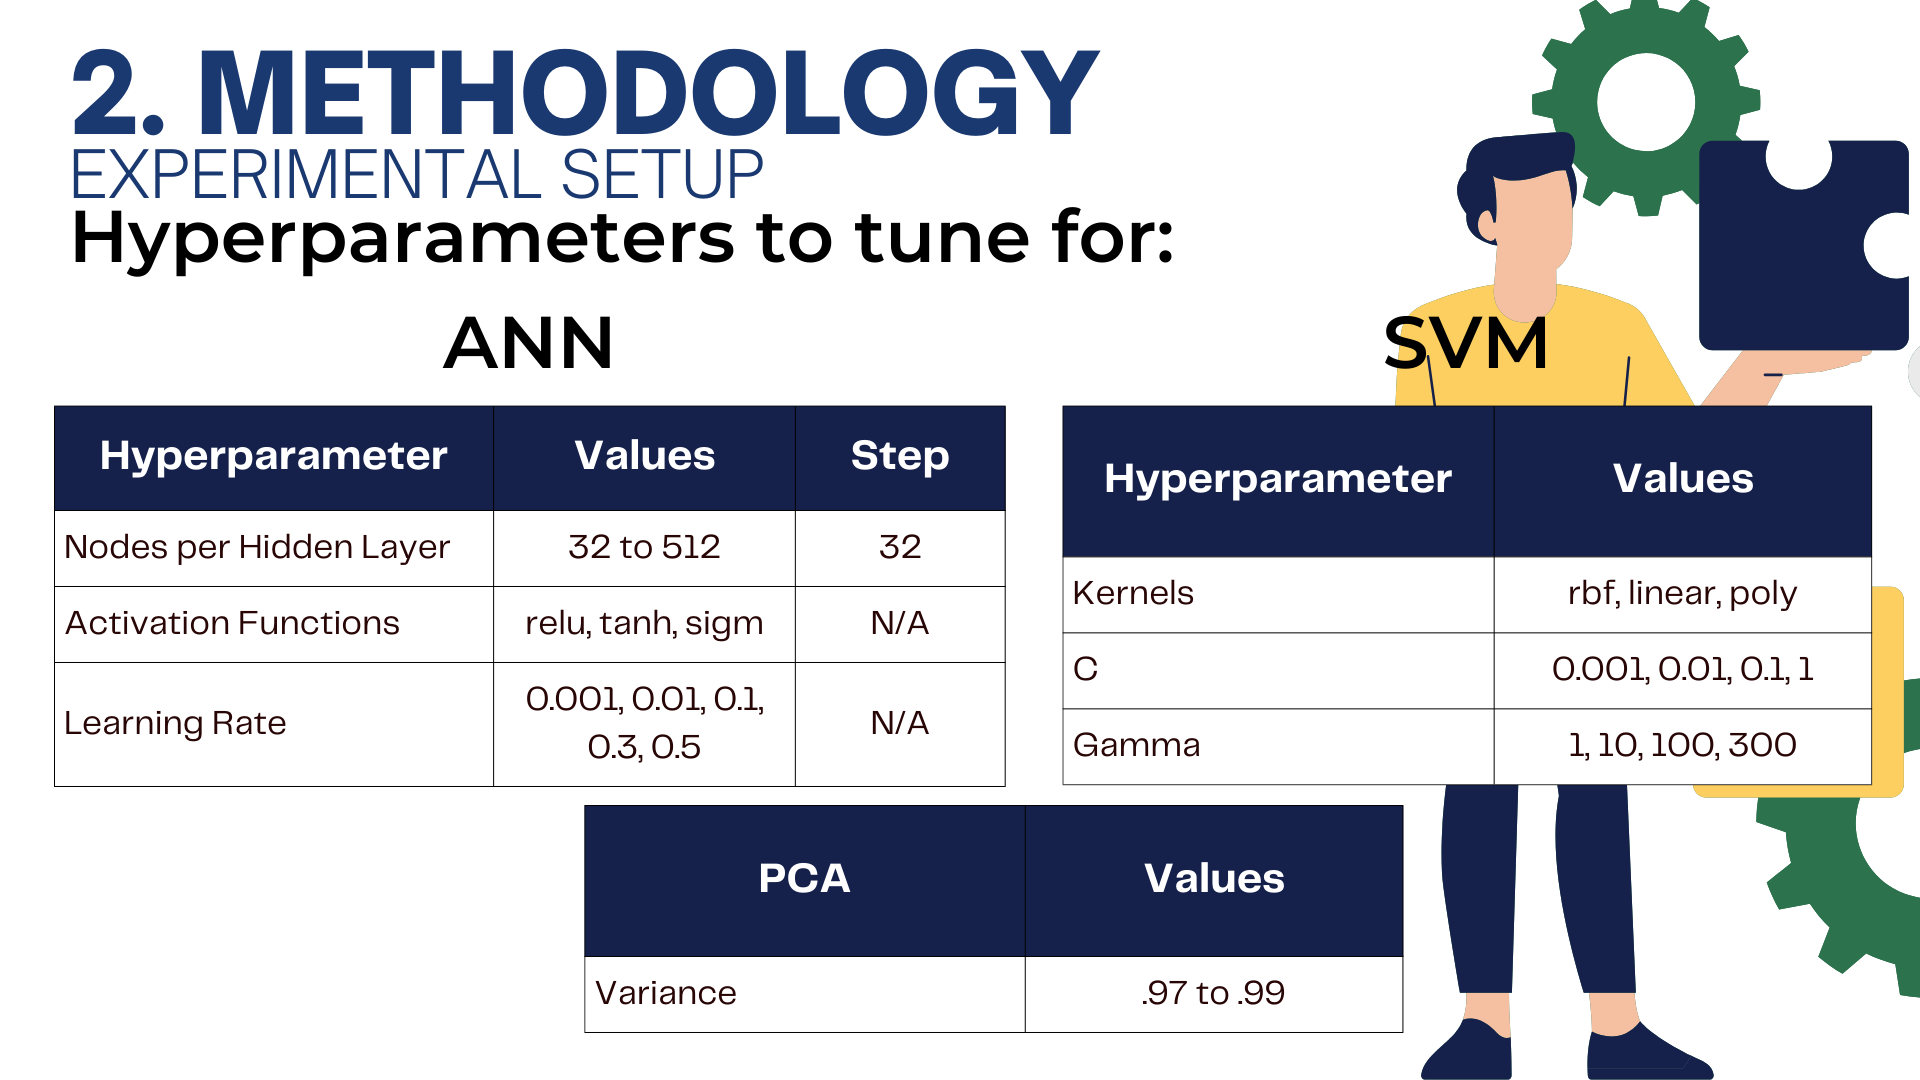 2. METHODOLOGY
EXPERIMENTAL SETUP
Hyperparameters to tune for:
ANN
Hyperparameter Values Step
Nodes per Hidden Layer 32 to 512 32
Activation Functions relu, tanh, sigm N/A
Learning Rate 0.001, 0.01, 0.1, N/A
0.3, 0.5
SVM
Hyperparameter Values
Kernels rbf, linear, poly
C 0.001, 0.01, 0.1, 1
Gamma 1, 10, 100, 300
PCA Values
Variance .97 to .99